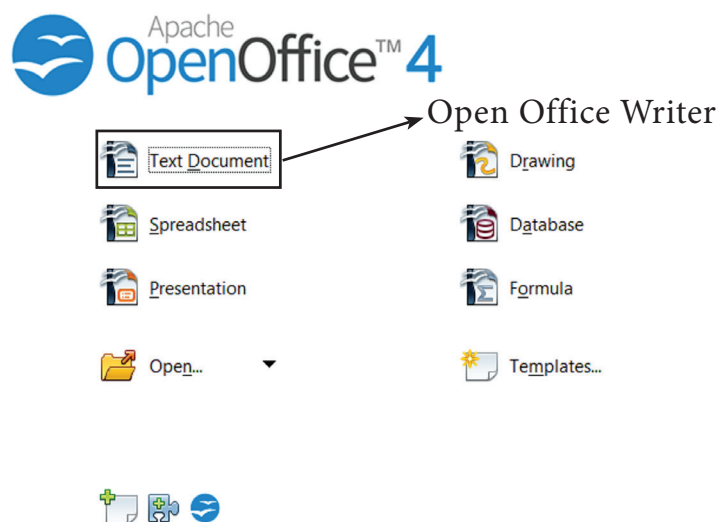 Apache
OpenOffice™ 4
Open Office Writer
Text Document
Drawing
Spreadsheet
Database
Presentation
Formula
Open...
Templates...